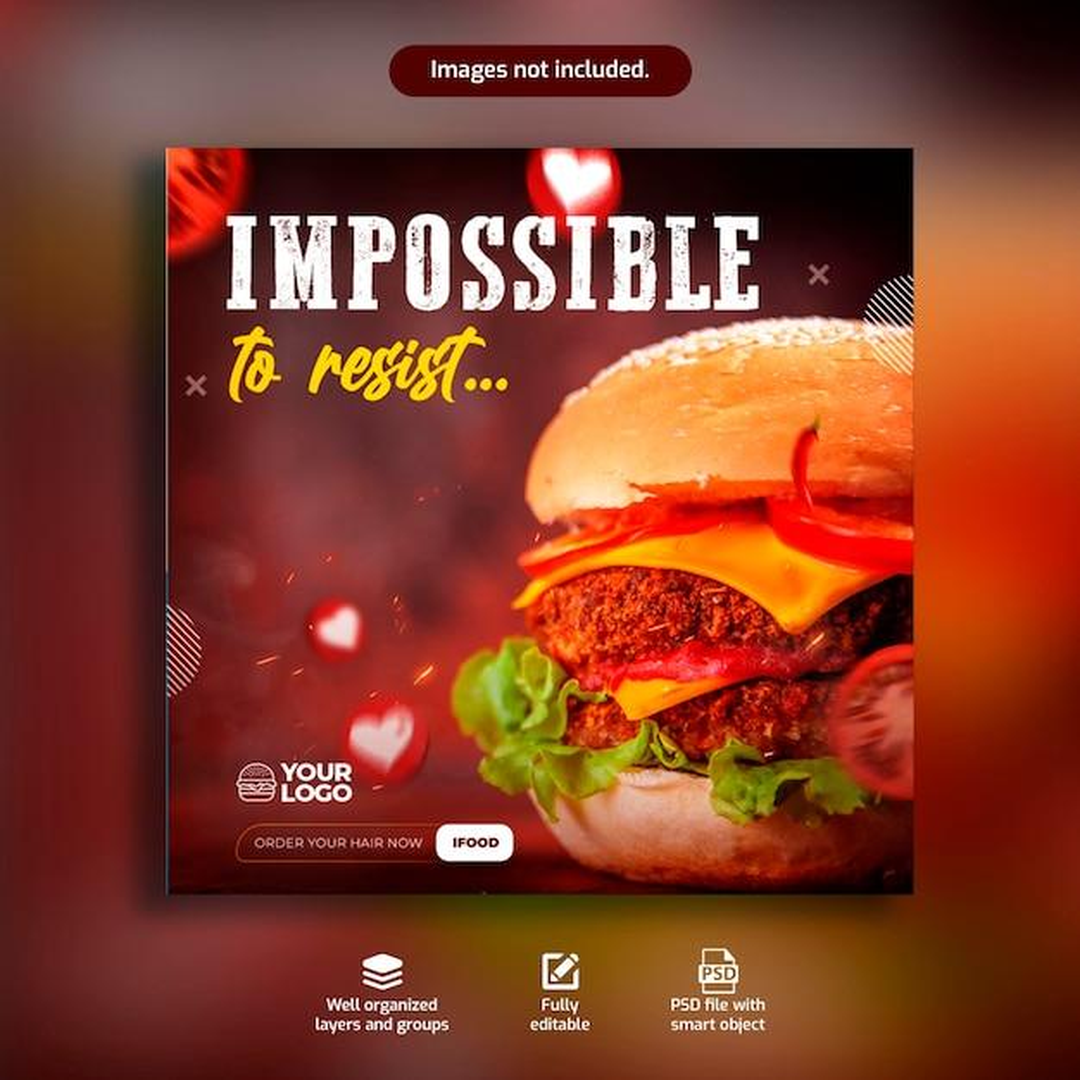 Images not included.
IMPOSSIBLE
to resist...
YOUR
LOGO
ORDER YOUR HAIR NOW
IFOOD
Well organized
layers and groups
Fully
editable
PSD
PSD file with
smart object